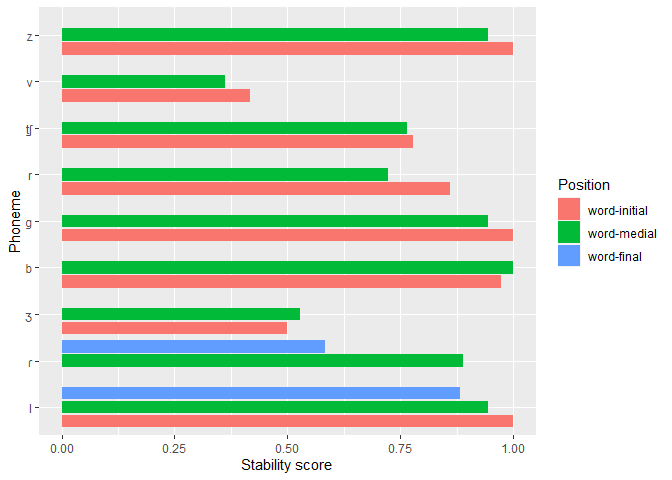 z
v
tʃ
r
g
b
ʒ
ɾ
l
Phoneme
0.00 0.25 0.50 0.75 1.00
Stability score
Position
word-initial
word-medial
word-final